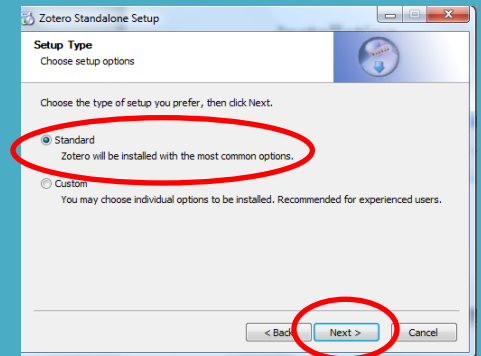 Zotero Standalone Setup
Setup Type
Choose setup options
Choose the type of setup you prefer, then click Next.
Standard
Zotero will be installed with the most common options.
Custom
You may choose individual options to be installed. Recommended for experienced users.
< Back Next > Cancel